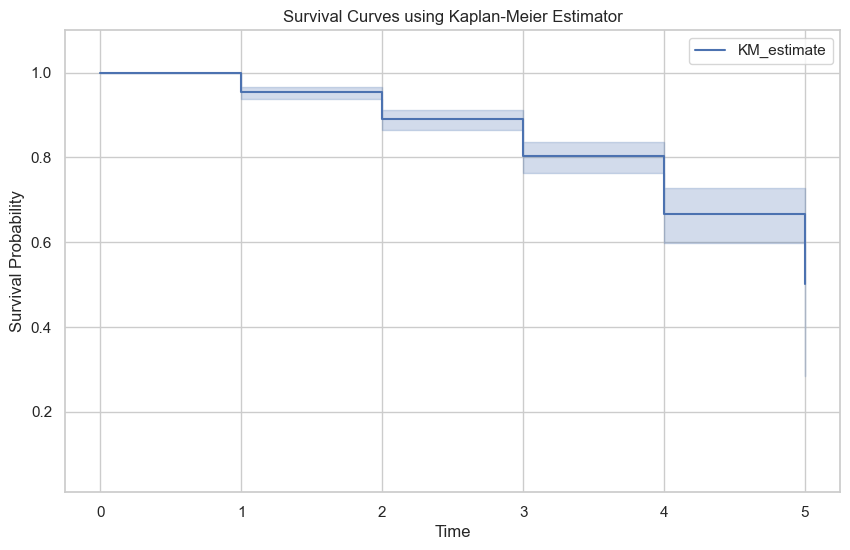 Survival Curves using Kaplan-Meier Estimator
KM_estimate
Survival Probability
1.0
0.8
0.6
0.4
0.2
0 1 2 3 4 5
Time